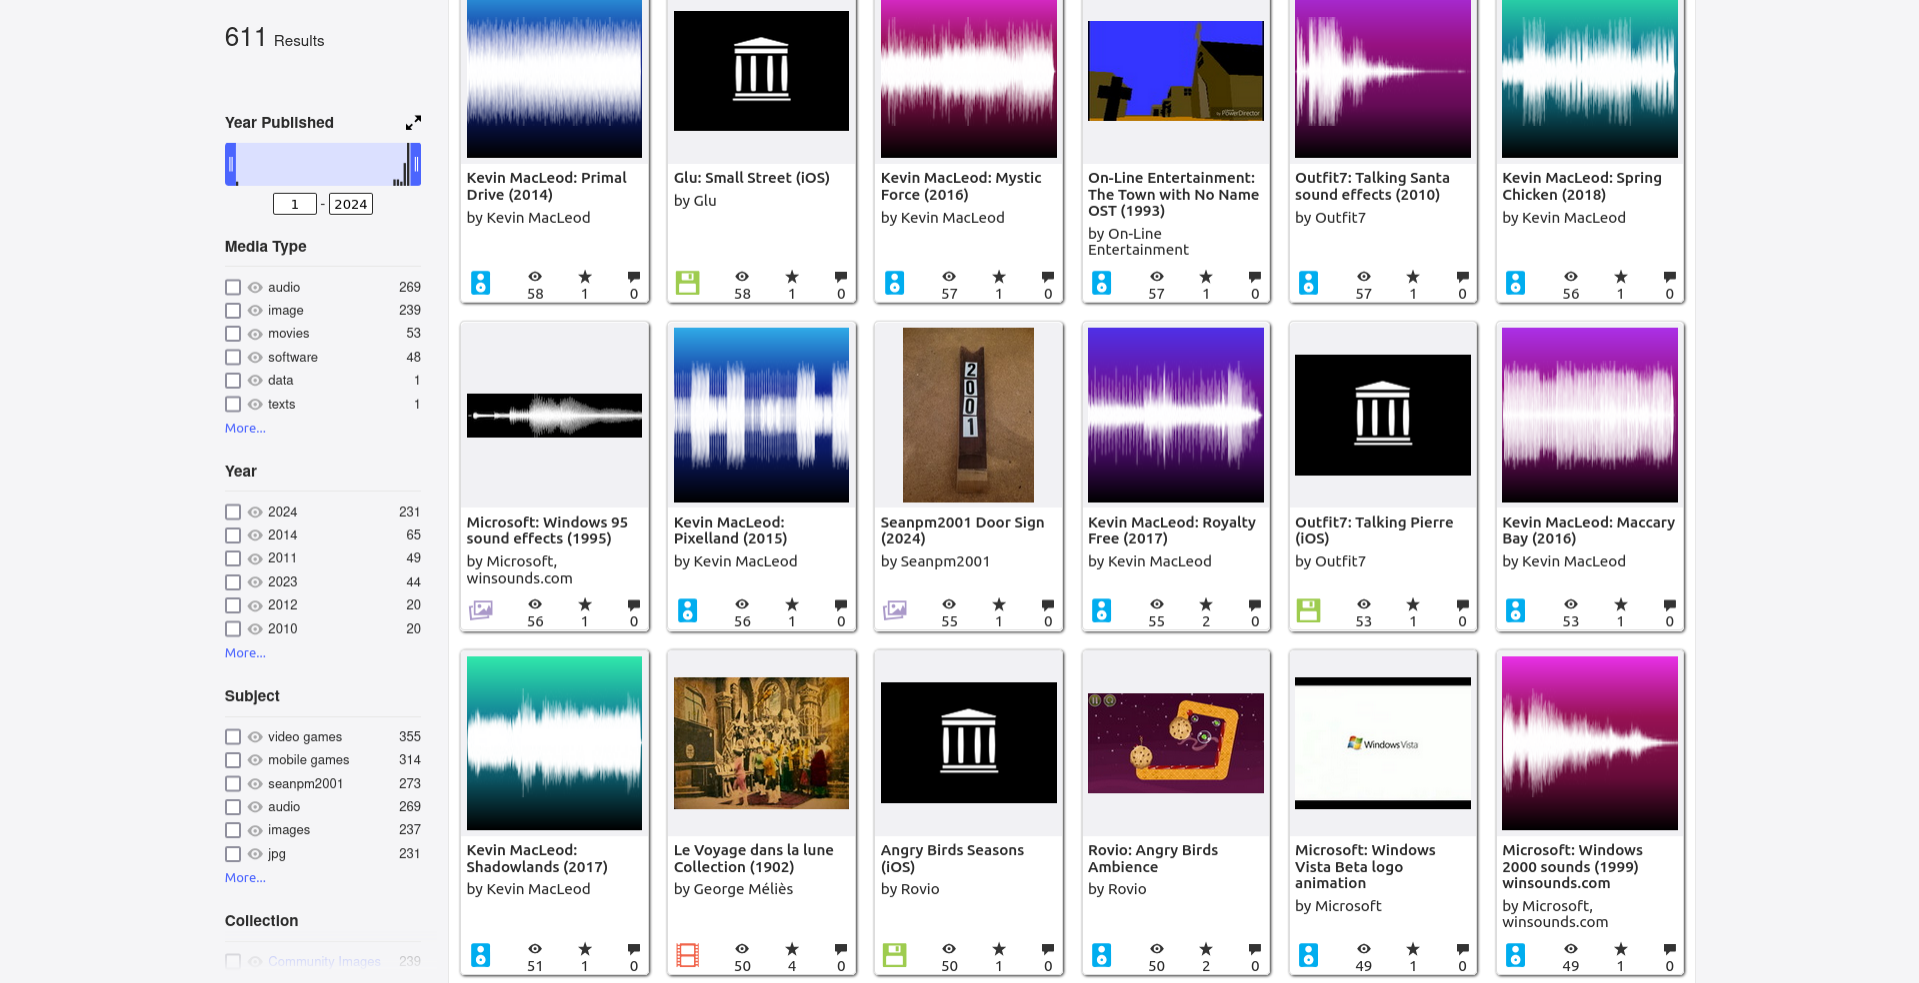 611 Results
Year Published
1 - 2024
Media Type
audio 269
image 239
movies 53
software 48
data 1
texts 1
More...
Year
2024 231
2014 65
2011 49
2023 44
2012 20
2010 20
More...
Subject
video games 355
mobile games 314
seanpm2001 273
audio 269
images 237
jpg 231
More...
Collection
Community Images 239
Kevin MacLeod: Primal
Drive (2014)
by Kevin MacLeod
58 1 0
Glu: Small Street (iOS)
by Glu
58 1 0
Kevin MacLeod: Mystic
Force (2016)
by Kevin MacLeod
57 1 0
by PowerDirector
On-Line Entertainment:
The Town with No Name
OST (1993)
by On-Line
Entertainment
57 1 0
Outfit7: Talking Santa
sound effects (2010)
by Outfit7
57 1 0
Kevin MacLeod: Spring
Chicken (2018)
by Kevin MacLeod
56 1 0
Microsoft: Windows 95
sound effects (1995)
by Microsoft,
winsounds.com
56 1 0
Kevin MacLeod:
Pixelland (2015)
by Kevin MacLeod
56 1 0
2001
Seanpm2001 Door Sign
(2024)
by Seanpm2001
55 1 0
Kevin MacLeod: Royalty
Free (2017)
by Kevin MacLeod
55 2 0
Outfit7: Talking Pierre
(iOS)
by Outfit7
53 1 0
Kevin MacLeod: Maccary
Bay (2016)
by Kevin MacLeod
53 1 0
Kevin MacLeod:
Shadowlands (2017)
by Kevin MacLeod
51 1 0
Le Voyage dans la lune
Collection (1902)
by George Méliès
50 4 0
Angry Birds Seasons
(iOS)
by Rovio
50 1 0
Rovio: Angry Birds
Ambience
by Rovio
50 2 0
Windows Vista
Microsoft: Windows
Vista Beta logo
animation
by Microsoft
49 1 0
Microsoft: Windows
2000 sounds (1999)
winsounds.com
by Microsoft,
winsounds.com
49 1 0